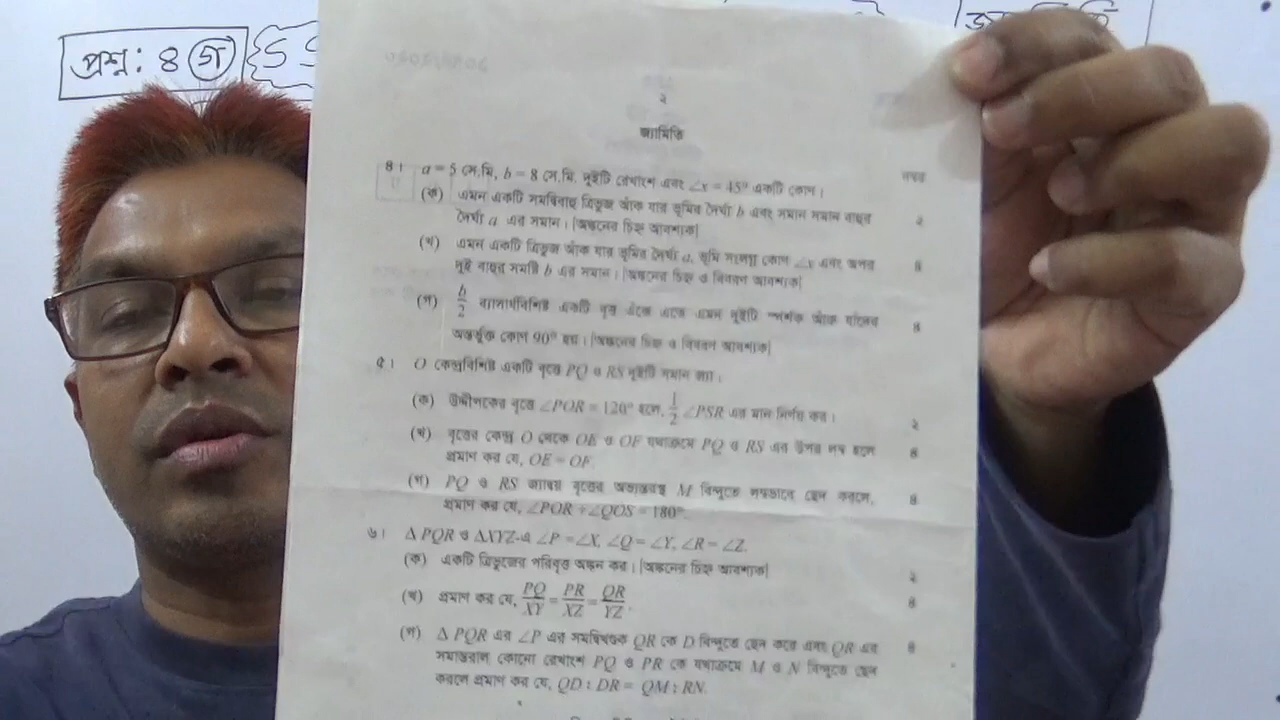 প্রশ্ন: ৪ গ
২
জ্যামিতি
নম্বর
৪। a = 5 সে.মি, b = 8 সে.মি. দুইটি রেখাংশ এবং ∠x = 45° একটি কোণ।
(ক) এমন একটি সমদ্বিবাহু ত্রিভুজ আঁক যার ভূমির দৈর্ঘ্য b এবং সমান সমান বাহুর ২
দৈর্ঘ্য a এর সমান। [অঙ্কনের চিহ্ন আবশ্যক]
(খ) এমন একটি ত্রিভুজ আঁক যার ভূমির দৈর্ঘ্য a, ভূমি সংলগ্ন কোণ ∠x এবং অপর ৪
দুই বাহুর সমষ্টি b এর সমান। [অঙ্কনের চিহ্ন ও বিবরণ আবশ্যক]
(গ) b/2 ব্যাসার্ধবিশিষ্ট একটি বৃত্ত এঁকে এতে এমন দুইটি স্পর্শক আঁক যাদের ৪
অন্তর্ভুক্ত কোণ 90° হয়। [অঙ্কনের চিহ্ন ও বিবরণ আবশ্যক]
৫। O কেন্দ্রবিশিষ্ট একটি বৃত্তে PQ ও RS দুইটি সমান জ্যা।
(ক) উদ্দীপকের বৃত্তে ∠POR = 120° হলে, 1/2 ∠PSR এর মান নির্ণয় কর। ২
(খ) বৃত্তের কেন্দ্র O থেকে OE ও OF যথাক্রমে PQ ও RS এর উপর লম্ব হলে ৪
প্রমাণ কর যে, OE = OF.
(গ) PQ ও RS জ্যাদ্বয় বৃত্তের অভ্যন্তরস্থ M বিন্দুতে লম্বভাবে ছেদ করলে, ৪
প্রমাণ কর যে, ∠POR + ∠QOS = 180°.
৬। Δ PQR ও ΔXYZ-এ ∠P = ∠X, ∠Q = ∠Y, ∠R = ∠Z.
(ক) একটি ত্রিভুজের পরিবৃত্ত অঙ্কন কর। [অঙ্কনের চিহ্ন আবশ্যক] ২
(খ) প্রমাণ কর যে, PQ/XY = PR/XZ = QR/YZ. ৪
(গ) Δ PQR এর ∠P এর সমদ্বিখণ্ডক QR কে D বিন্দুতে ছেদ করে এবং QR এর ৪
সমান্তরাল কোনো রেখাংশ PQ ও PR কে যথাক্রমে M ও N বিন্দুতে ছেদ
করলে প্রমাণ কর যে, QD : DR = QM : RN.